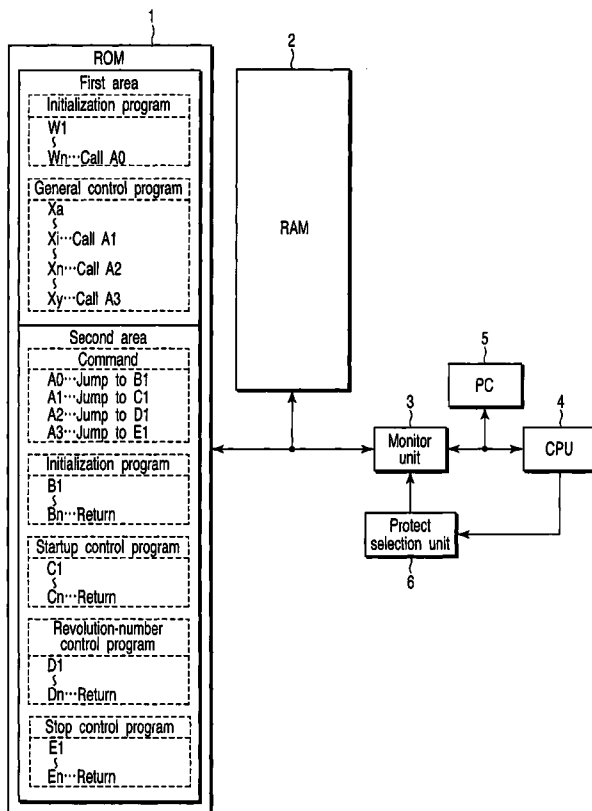 1
ROM
First area
Initialization program
W1
Wn···Call A0
General control program
Xa
Xi···Call A1
Xn···Call A2
Xy···Call A3
Second area
Command
A0···Jump to B1
A1···Jump to C1
A2···Jump to D1
A3···Jump to E1
Initialization program
B1
Bn···Return
Startup control program
C1
Cn···Return
Revolution-number
control program
D1
Dn···Return
Stop control program
E1
En···Return
2
RAM
3
Monitor
unit
5
PC
4
CPU
Protect
selection unit
6